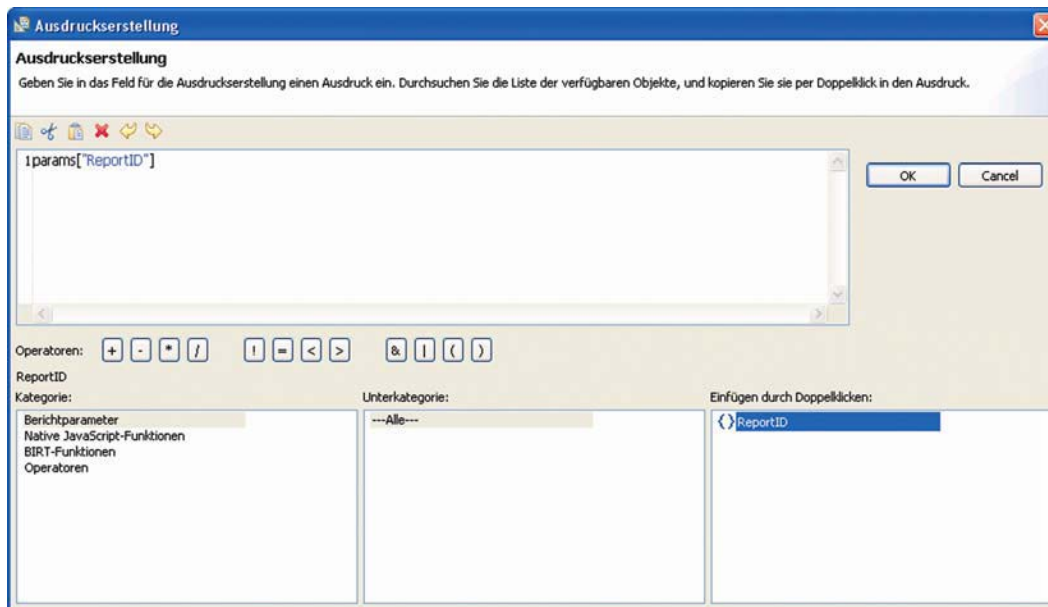 Ausdruckserstellung
Ausdruckserstellung
Geben Sie in das Feld für die Ausdruckserstellung einen Ausdruck ein. Durchsuchen Sie die Liste der verfügbaren Objekte, und kopieren Sie sie per Doppelklick in den Ausdruck.
1params["ReportID"]
OK Cancel
Operatoren: + - * / ! = < > & | ( )
ReportID
Kategorie: Unterkategorie: Einfügen durch Doppelklicken:
Berichtparameter ---Alle--- {}ReportID
Native JavaScript-Funktionen
BIRT-Funktionen
Operatoren